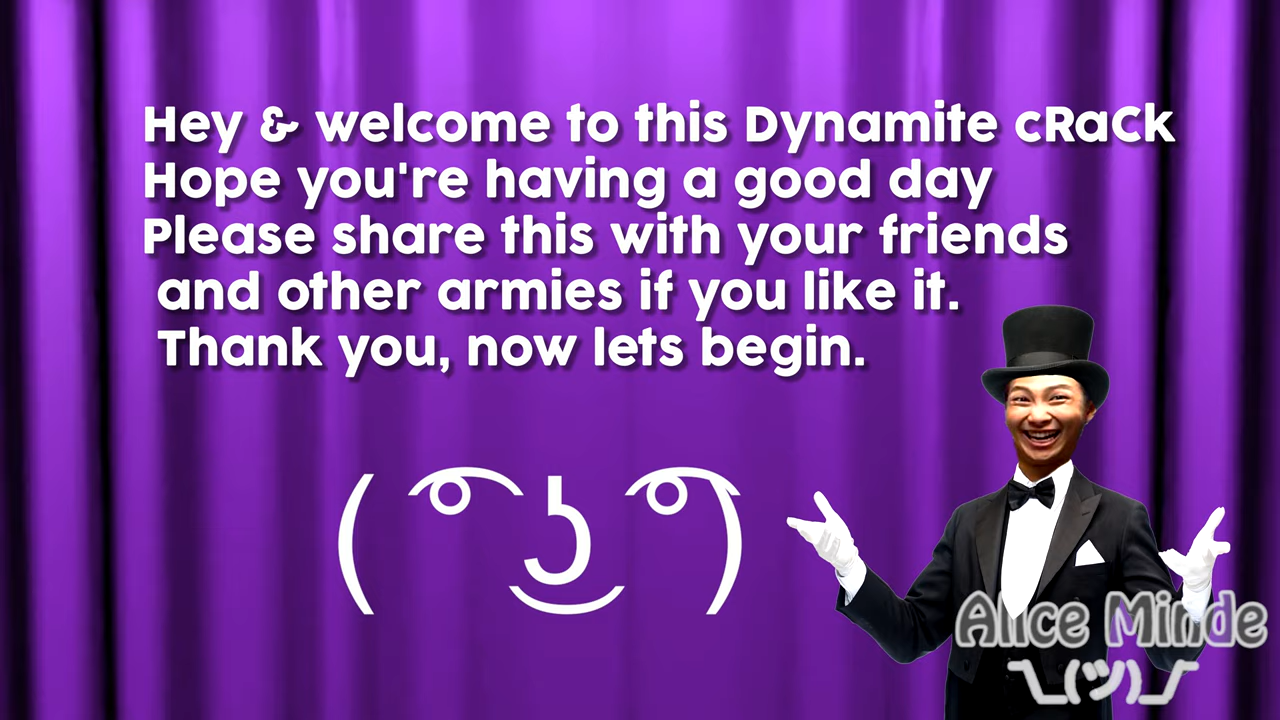 Hey & welcome to this Dynamite cRaCk
Hope you're having a good day
Please share this with your friends
and other armies if you like it.
Thank you, now lets begin.
( ͡° ͜ʖ ͡°)
Alice Minde
¯\_(ツ)_/¯